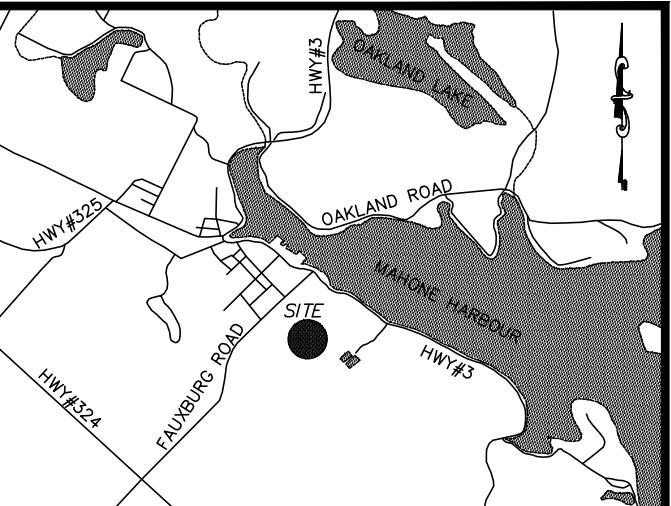 HWY#3
OAKLAND LAKE
OAKLAND ROAD
HWY#325
MAHONE HARBOUR
SITE
HWY#3
FAUXBURG ROAD
HWY#324